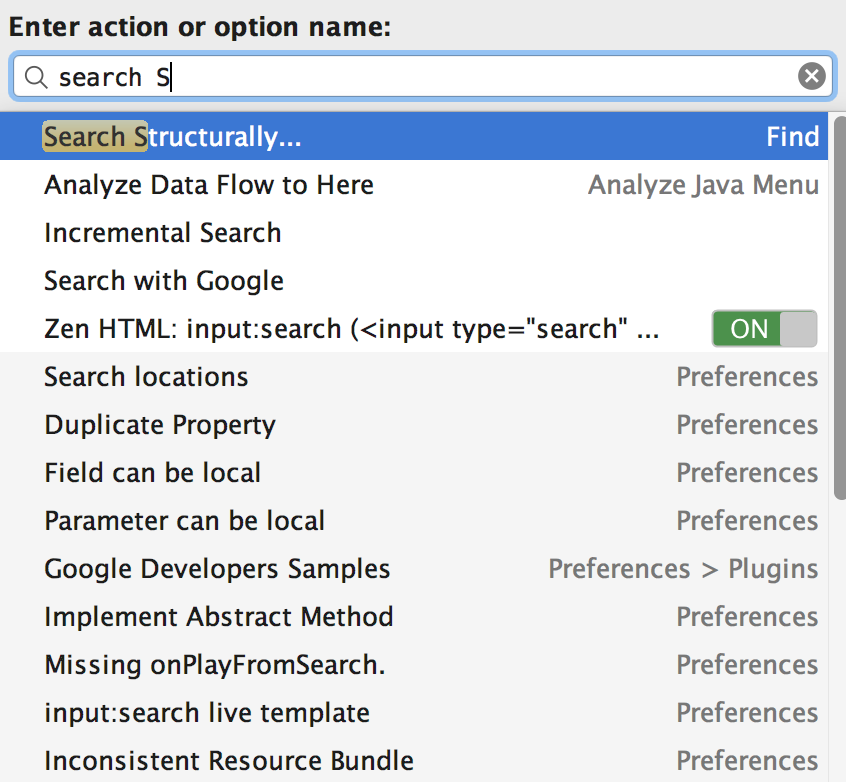 Enter action or option name:
search S
Search Structurally... Find
Analyze Data Flow to Here Analyze Java Menu
Incremental Search
Search with Google
Zen HTML: input:search (<input type="search" ... ON
Search locations Preferences
Duplicate Property Preferences
Field can be local Preferences
Parameter can be local Preferences
Google Developers Samples Preferences > Plugins
Implement Abstract Method Preferences
Missing onPlayFromSearch. Preferences
input:search live template Preferences
Inconsistent Resource Bundle Preferences